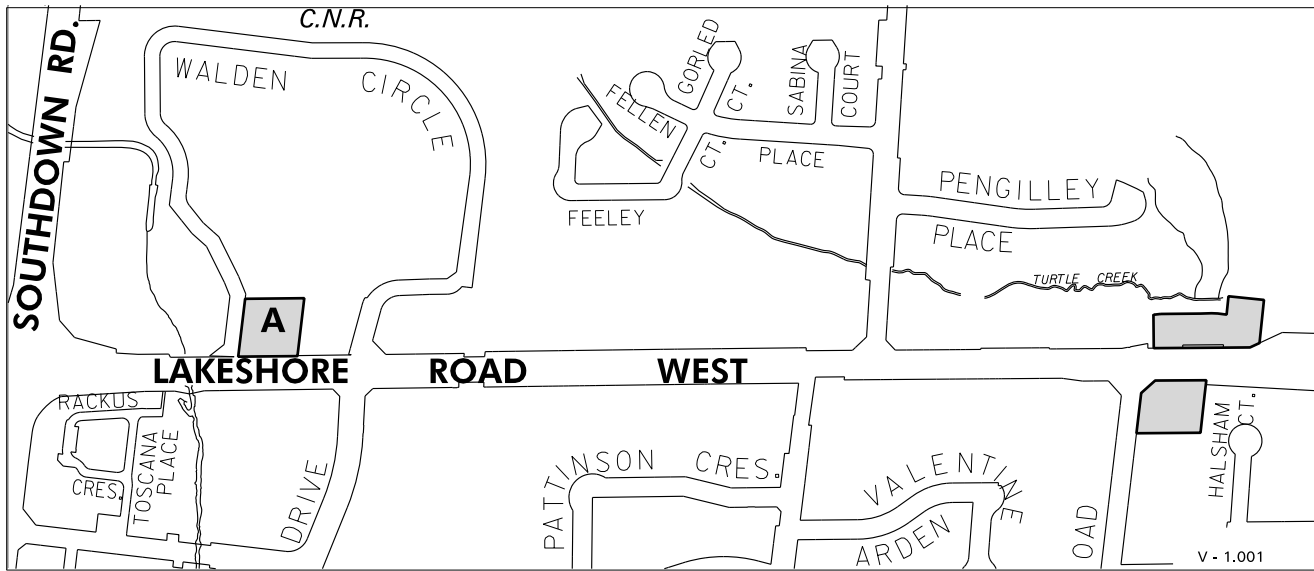 C.N.R.
SOUTHDOWN RD.
WALDEN CIRCLE
GORLED CT.
SABINA COURT
FELLEN PLACE
CT.
FEELEY
PENGILLEY PLACE
TURTLE CREEK
A
LAKESHORE ROAD WEST
RACKUS CRES.
TOSCANA PLACE
DRIVE
PATTINSON CRES.
VALENTINE
ARDEN
OAD
HALSHAM CT.
V - 1.001